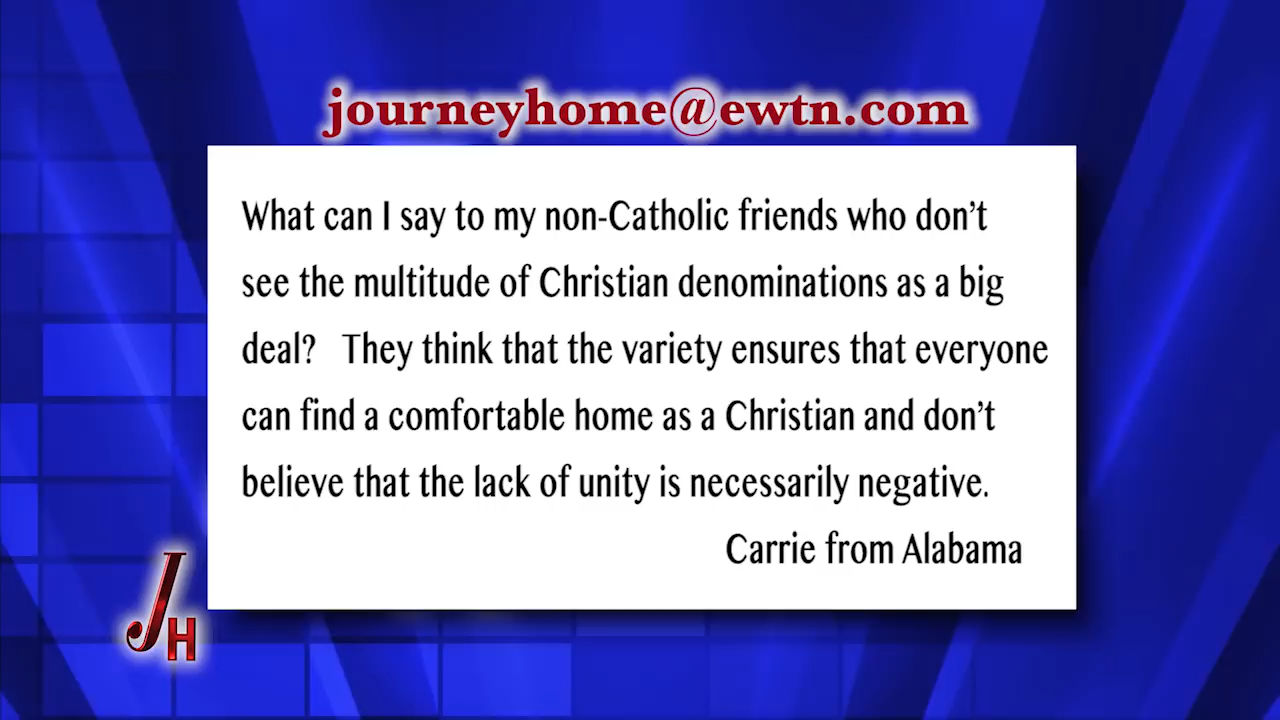 journeyhome@ewtn.com
What can I say to my non-Catholic friends who don’t
see the multitude of Christian denominations as a big
deal?   They think that the variety ensures that everyone
can find a comfortable home as a Christian and don’t
believe that the lack of unity is necessarily negative.
Carrie from Alabama
JH